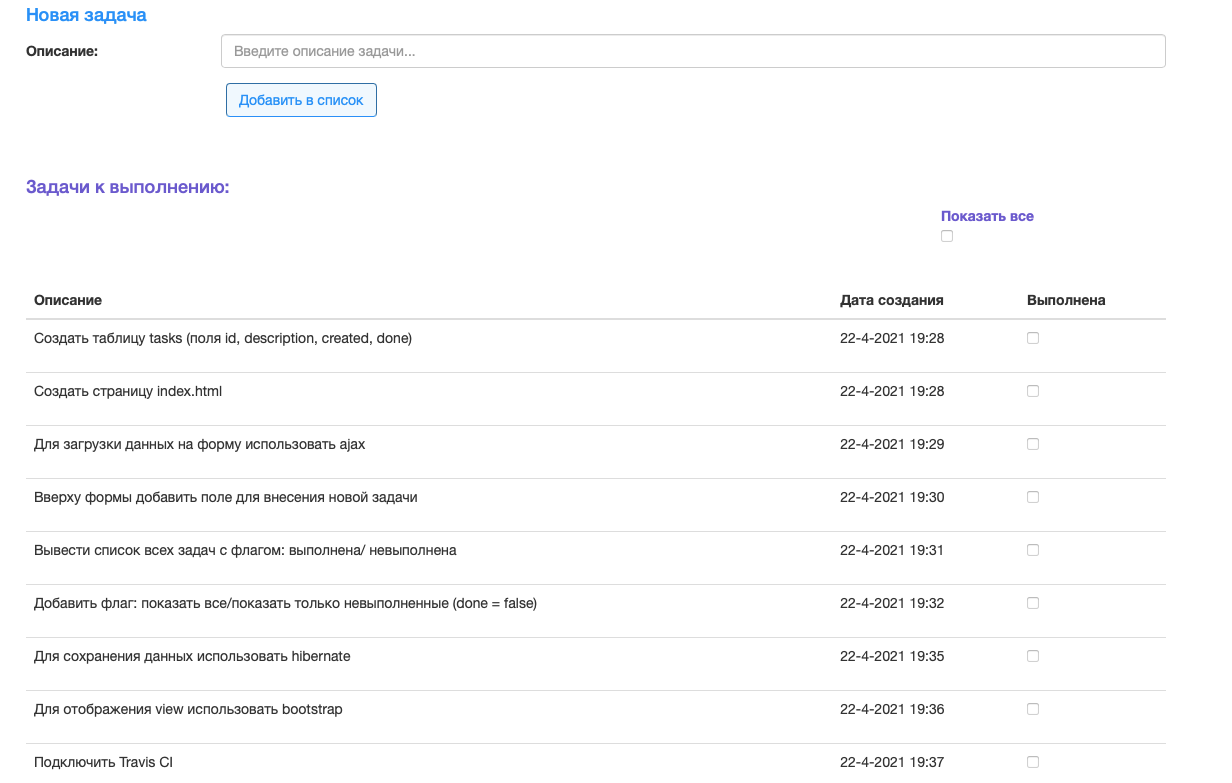 Новая задача
Описание: Введите описание задачи...
Добавить в список
Задачи к выполнению:
Показать все
Описание Дата создания Выполнена
Создать таблицу tasks (поля id, description, created, done) 22-4-2021 19:28
Создать страницу index.html 22-4-2021 19:28
Для загрузки данных на форму использовать ajax 22-4-2021 19:29
Вверху формы добавить поле для внесения новой задачи 22-4-2021 19:30
Вывести список всех задач с флагом: выполнена/ невыполнена 22-4-2021 19:31
Добавить флаг: показать все/показать только невыполненные (done = false) 22-4-2021 19:32
Для сохранения данных использовать hibernate 22-4-2021 19:35
Для отображения view использовать bootstrap 22-4-2021 19:36
Подключить Travis CI 22-4-2021 19:37